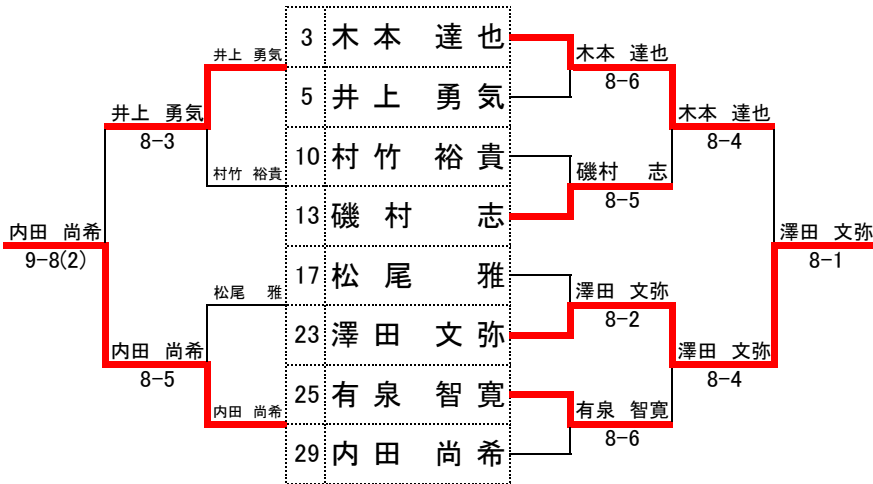 3 木本 達也
5 井上 勇気
10 村竹 裕貴
13 磯村 志
17 松尾 雅
23 澤田 文弥
25 有泉 智寛
29 内田 尚希
井上 勇気
村竹 裕貴
松尾 雅
内田 尚希
井上 勇気
8-3
内田 尚希
8-5
内田 尚希
9-8(2)
木本 達也
8-6
磯村 志
8-5
澤田 文弥
8-2
有泉 智寛
8-6
木本 達也
8-4
澤田 文弥
8-4
澤田 文弥
8-1